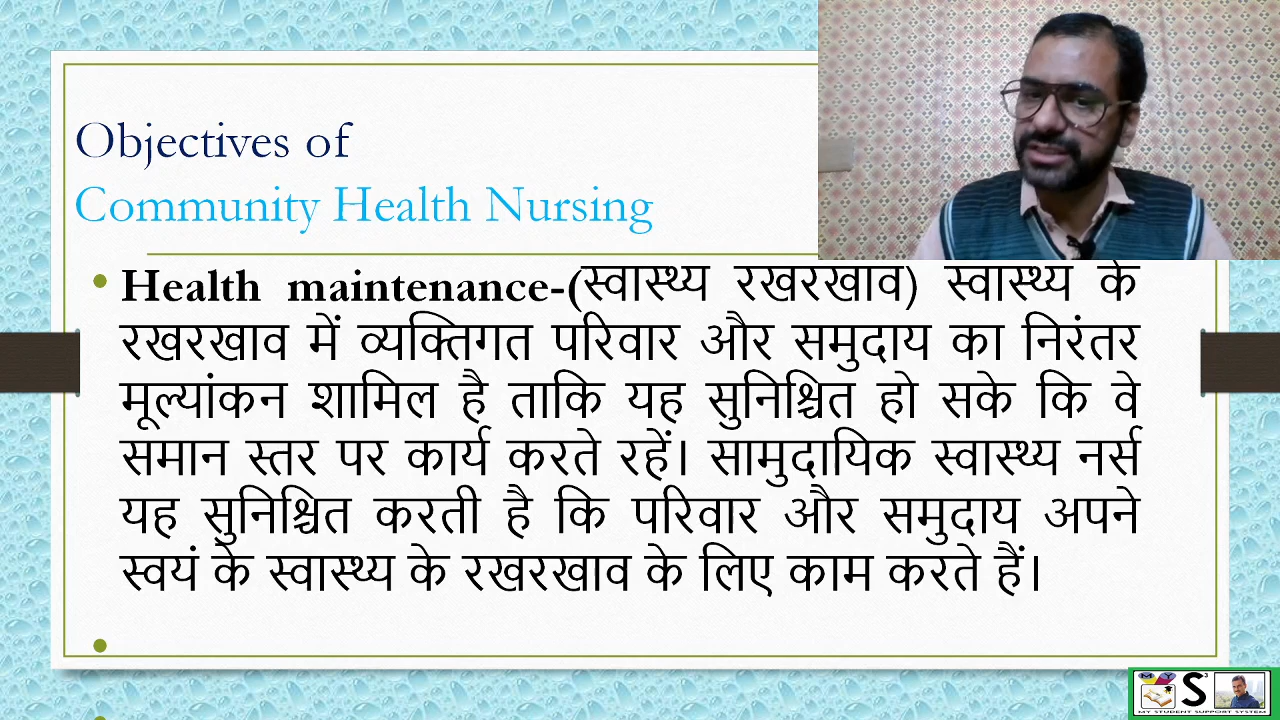 Objectives of
Community Health Nursing
• Health maintenance-(स्वास्थ्य रखरखाव) स्वास्थ्य के
रखरखाव में व्यक्तिगत परिवार और समुदाय का निरंतर
मूल्यांकन शामिल है ताकि यह सुनिश्चित हो सके कि वे
समान स्तर पर कार्य करते रहें। सामुदायिक स्वास्थ्य नर्स
यह सुनिश्चित करती है कि परिवार और समुदाय अपने
स्वयं के स्वास्थ्य के रखरखाव के लिए काम करते हैं।
•
M Y S³
MY STUDENT SUPPORT SYSTEM